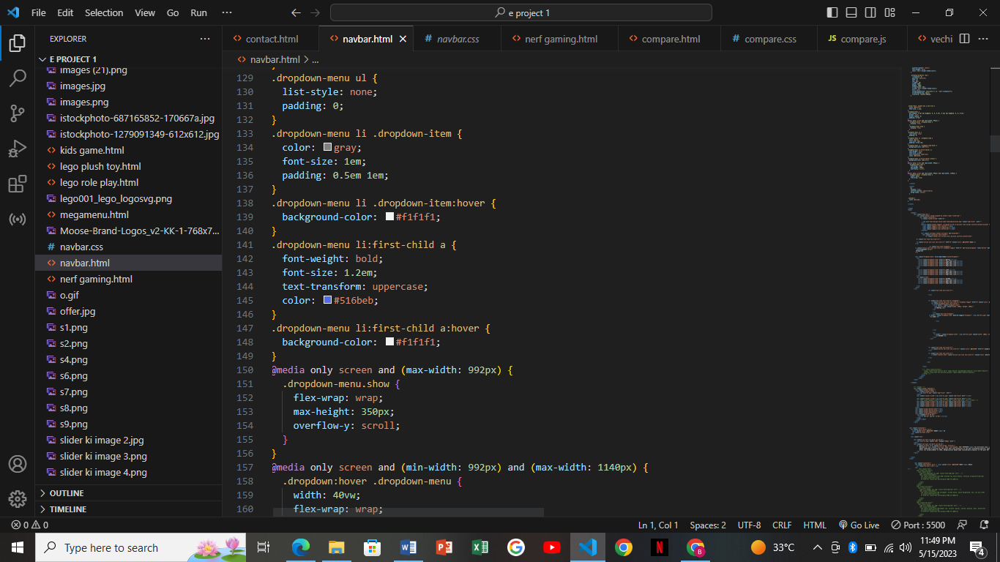 File Edit Selection View Go Run ···
e project 1
EXPLORER ···
E PROJECT 1
images (21).png
images.jpg
images.png
istockphoto-687165852-170667a.jpg
istockphoto-1279091349-612x612.jpg
kids game.html
lego plush toy.html
lego role play.html
lego001_lego_logosvg.png
megamenu.html
Moose-Brand-Logos_v2-KK-1-768x7...
navbar.css
navbar.html
nerf gaming.html
o.gif
offer.jpg
s1.png
s2.png
s4.png
s6.png
s7.png
s8.png
s9.png
slider ki image 2.jpg
slider ki image 3.png
slider ki image 4.png
OUTLINE
TIMELINE
contact.html navbar.html navbar.css nerf gaming.html compare.html compare.css JS compare.js vechi ···
navbar.html > ...
129 .dropdown-menu ul {
130 list-style: none;
131 padding: 0;
132 }
133 .dropdown-menu li .dropdown-item {
134 color: gray;
135 font-size: 1em;
136 padding: 0.5em 1em;
137 }
138 .dropdown-menu li .dropdown-item:hover {
139 background-color: #f1f1f1;
140 }
141 .dropdown-menu li:first-child a {
142 font-weight: bold;
143 font-size: 1.2em;
144 text-transform: uppercase;
145 color: #516beb;
146 }
147 .dropdown-menu li:first-child a:hover {
148 background-color: #f1f1f1;
149 }
150 @media only screen and (max-width: 992px) {
151 .dropdown-menu.show {
152 flex-wrap: wrap;
153 max-height: 350px;
154 overflow-y: scroll;
155 }
156 }
157 @media only screen and (min-width: 992px) and (max-width: 1140px) {
158 .dropdown:hover .dropdown-menu {
159 width: 40vw;
160 flex-wrap: wrap;
0 0 Ln 1, Col 1 Spaces: 2 UTF-8 CRLF HTML Go Live Port : 5500
Type here to search
33°C
11:49 PM
5/15/2023
4